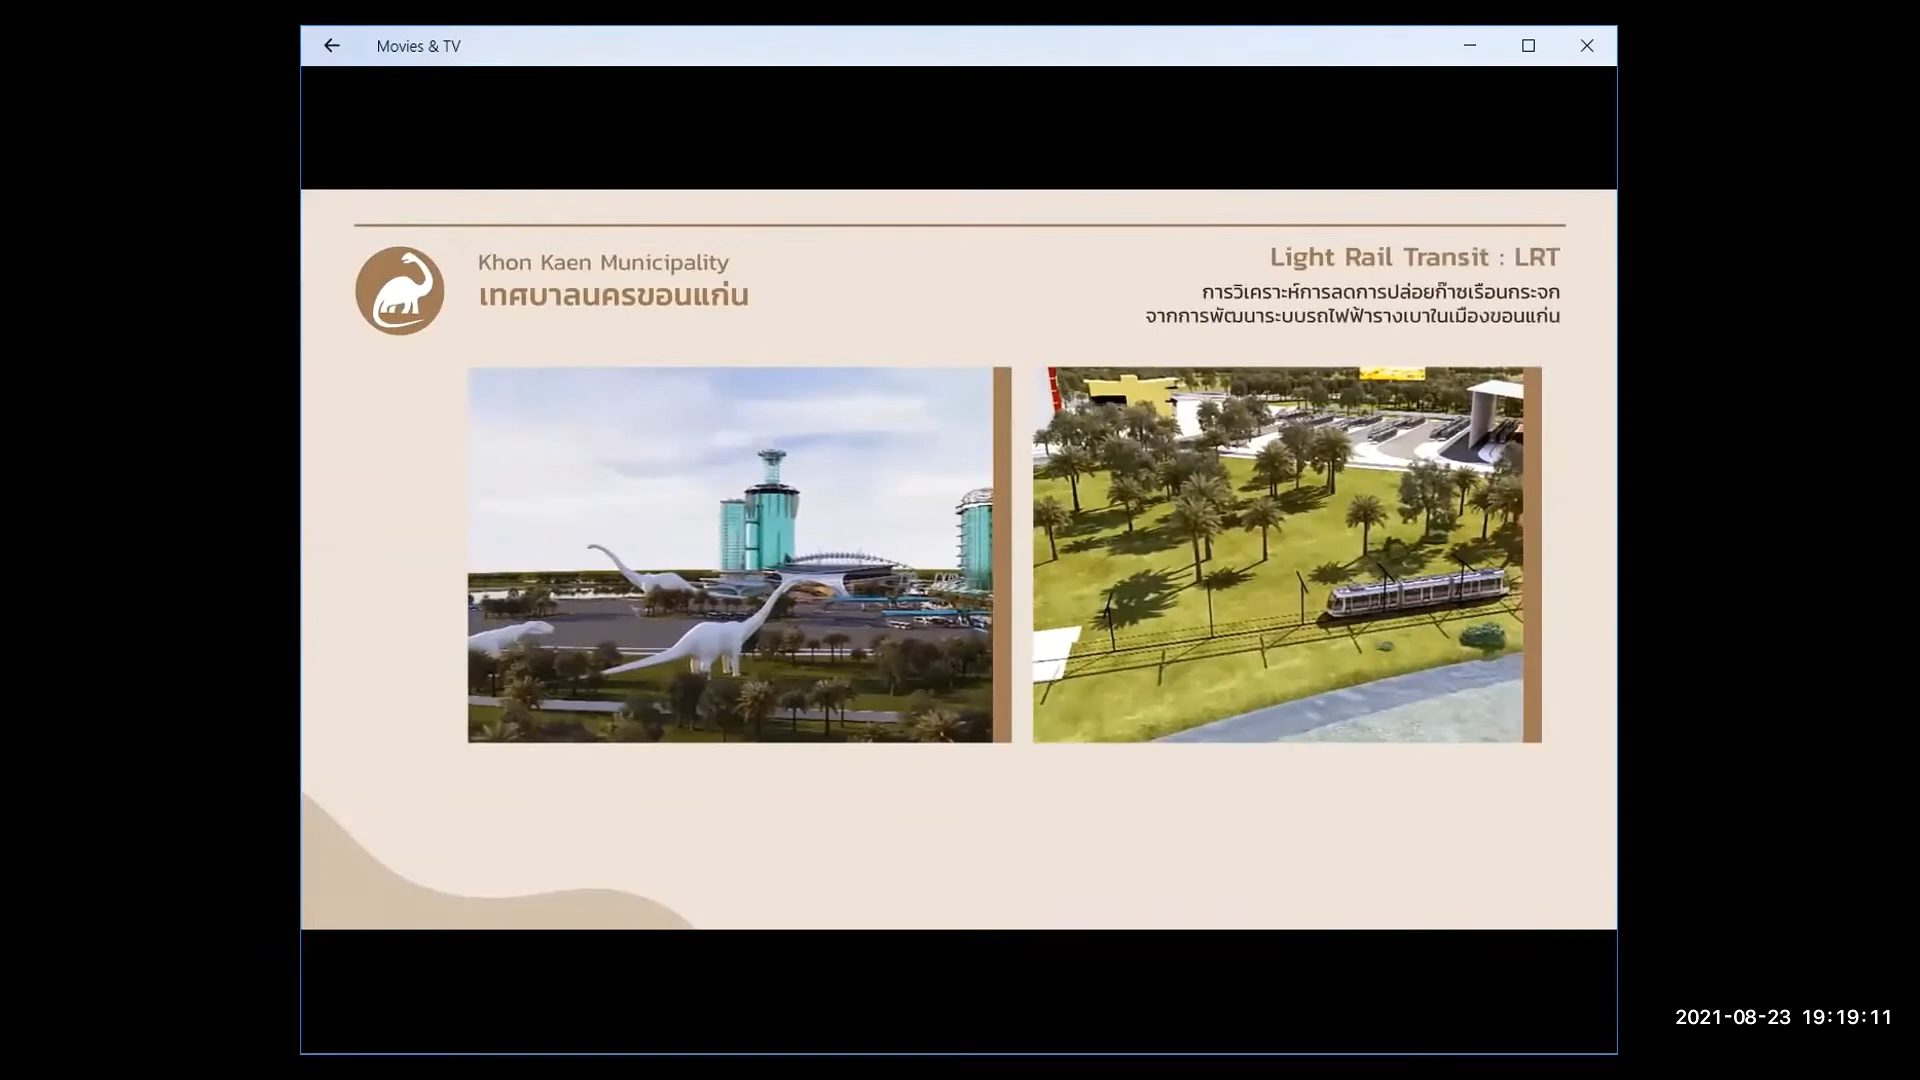 Movies & TV
Khon Kaen Municipality
เทศบาลนครขอนแก่น
Light Rail Transit : LRT
การวิเคราะห์การลดการปล่อยก๊าซเรือนกระจก
จากการพัฒนาระบบรถไฟฟ้ารางเบาในเมืองขอนแก่น
2021-08-23 19:19:11